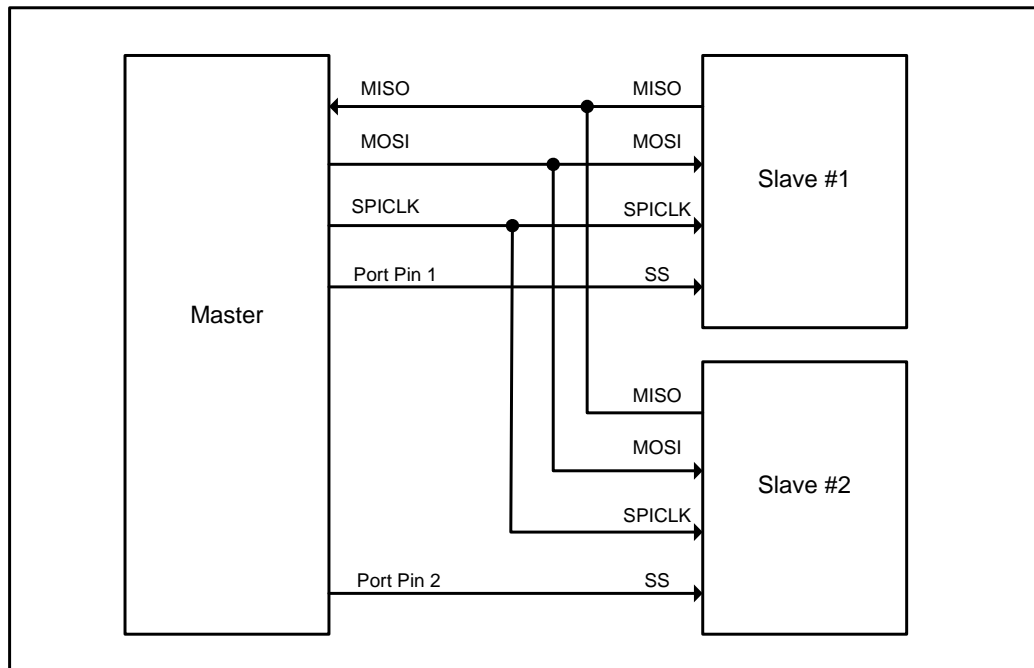 MISO MISO
MOSI MOSI
Slave #1
SPICLK SPICLK
Port Pin 1 SS
Master
MISO
MOSI
Slave #2
SPICLK
Port Pin 2 SS